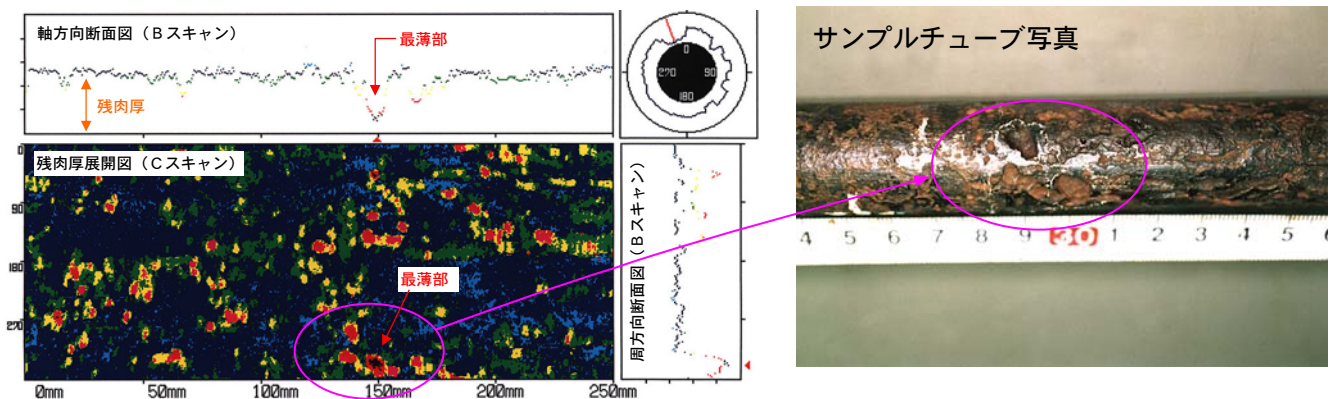 軸方向断面図（Ｂスキャン）
最薄部
残肉厚
0
270 90
180
残肉厚展開図（Ｃスキャン）
0
90
180
270
最薄部
0mm 50mm 100mm 150mm 200mm 250mm
周方向断面図（Ｂスキャン）
サンプルチューブ写真
4 5 6 7 8 9 30 1 2 3 4 5 6